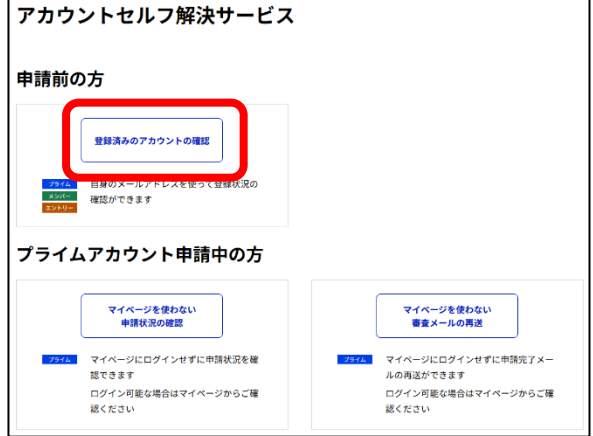 アカウントセルフ解決サービス
申請前の方
登録済みのアカウントの確認
プライム
メンバー
エントリー
自身のメールアドレスを使って登録状況の
確認ができます
プライムアカウント申請中の方
マイページを使わない
申請状況の確認
プライム
マイページにログインせずに申請状況を確
認できます
ログイン可能な場合はマイページからご確
認ください
マイページを使わない
審査メールの再送
プライム
マイページにログインせずに申請完了メー
ルの再送ができます
ログイン可能な場合はマイページからご確
認ください